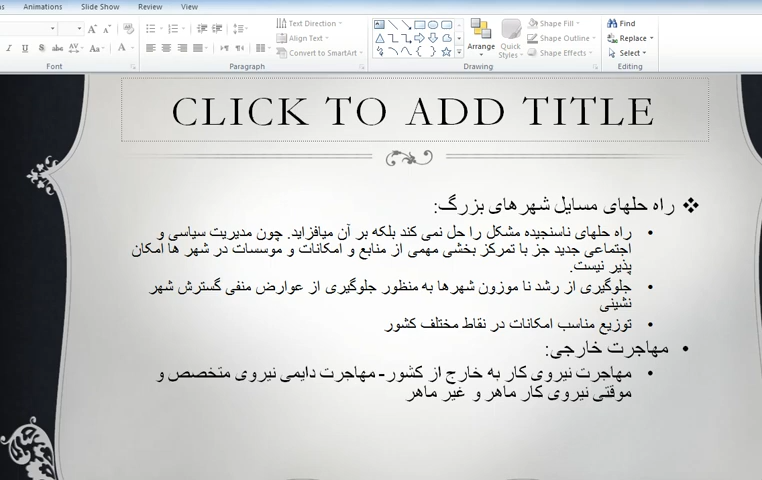 Animations Slide Show Review View
Text Direction
Align Text
Convert to SmartArt
Arrange
Quick Styles
Shape Fill
Shape Outline
Shape Effects
Find
Replace
Select
Font Paragraph Drawing Editing
CLICK TO ADD TITLE
راه حلهای مسایل شهرهای بزرگ:
راه حلهای ناسنجیده مشکل را حل نمی کند بلکه بر آن میافزاید. چون مدیریت سیاسی و
اجتماعی جدید جز با تمرکز بخشی مهمی از منابع و امکانات و موسسات در شهر ها امکان
پذیر نیست.
جلوگیری از رشد نا موزون شهرها به منظور جلوگیری از عوارض منفی گسترش شهر
نشینی
توزیع مناسب امکانات در نقاط مختلف کشور
مهاجرت خارجی:
مهاجرت نیروی کار به خارج از کشور- مهاجرت دایمی نیروی متخصص و
موقتی نیروی کار ماهر و غیر ماهر